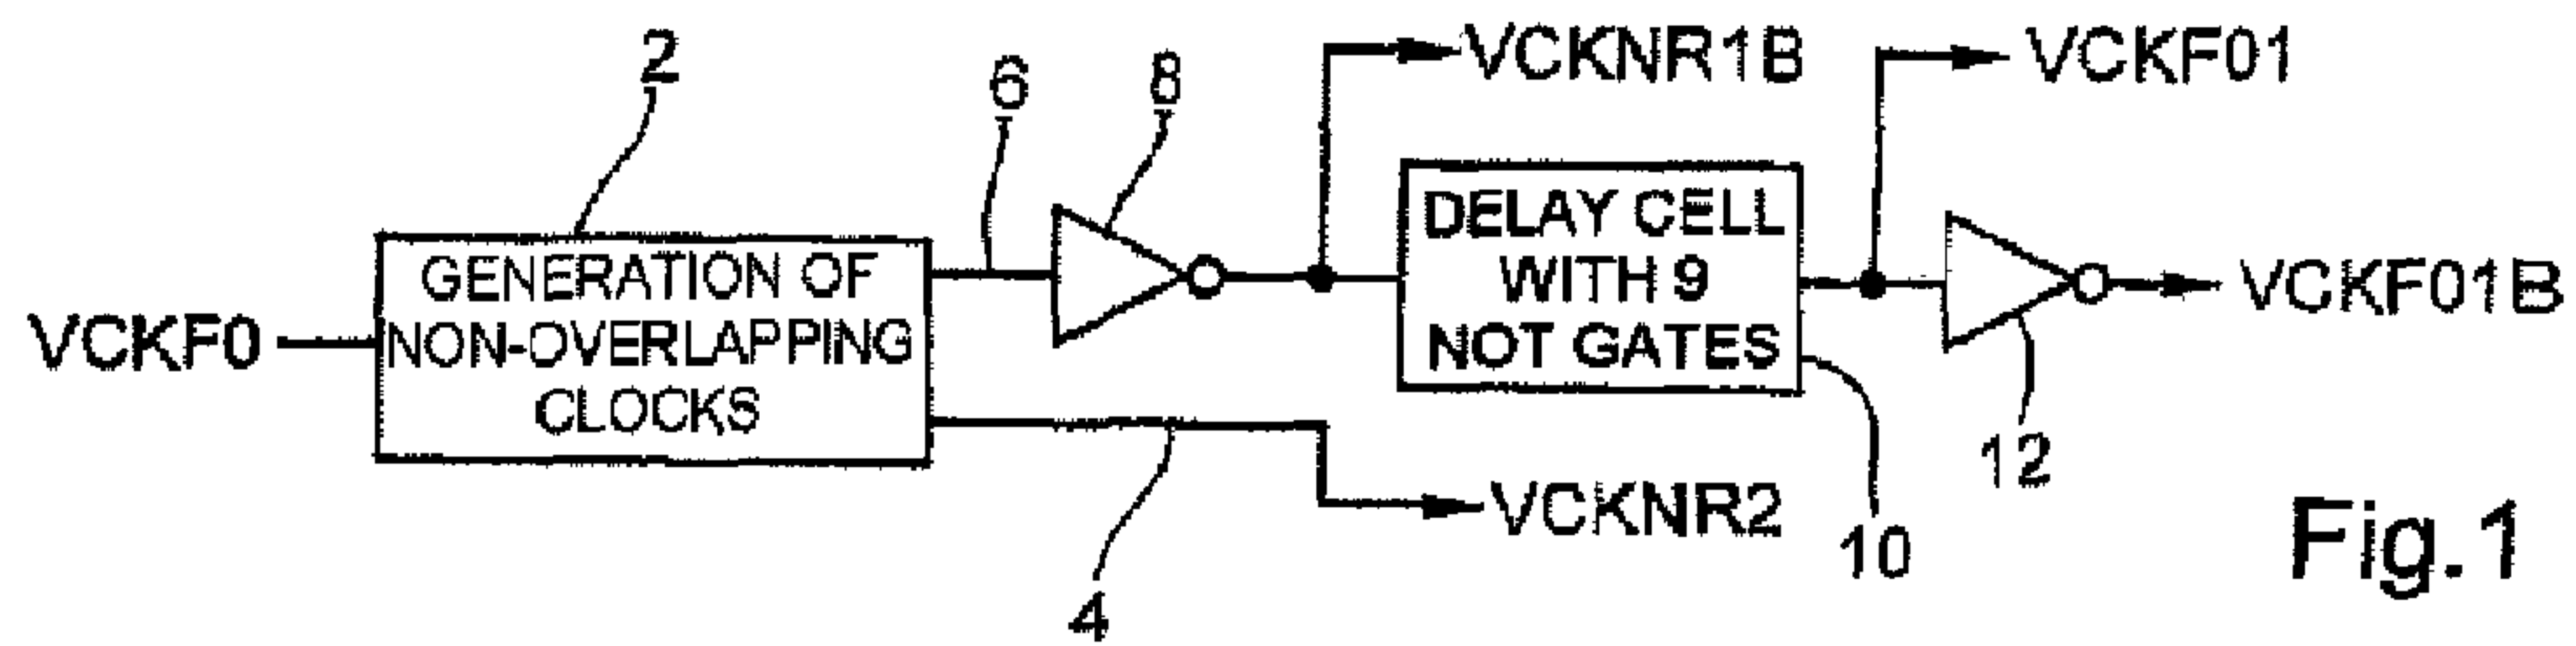 2
6
8
VCKNR1B
VCKF01
VCKF0
GENERATION OF
NON-OVERLAPPING
CLOCKS
DELAY CELL
WITH 9
NOT GATES
VCKF01B
4
VCKNR2
10
12
Fig.1